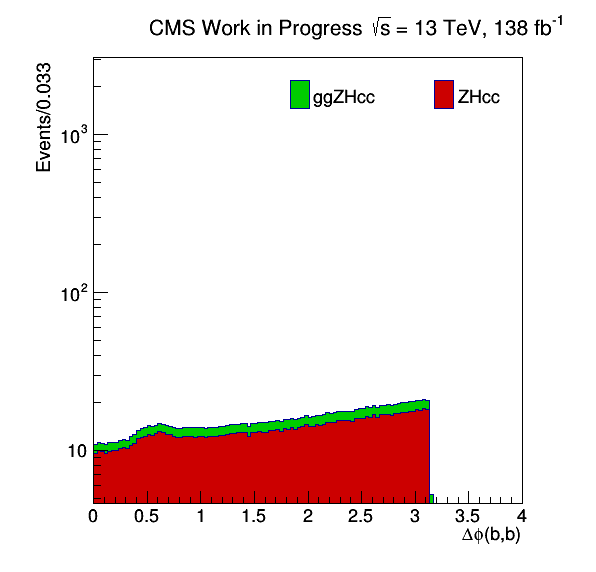 CMS Work in Progress √s = 13 TeV, 138 fb⁻¹
Events/0.033
ggZHcc ZHcc
10³
10²
10
0 0.5 1 1.5 2 2.5 3 3.5 4
Δϕ(b,b)